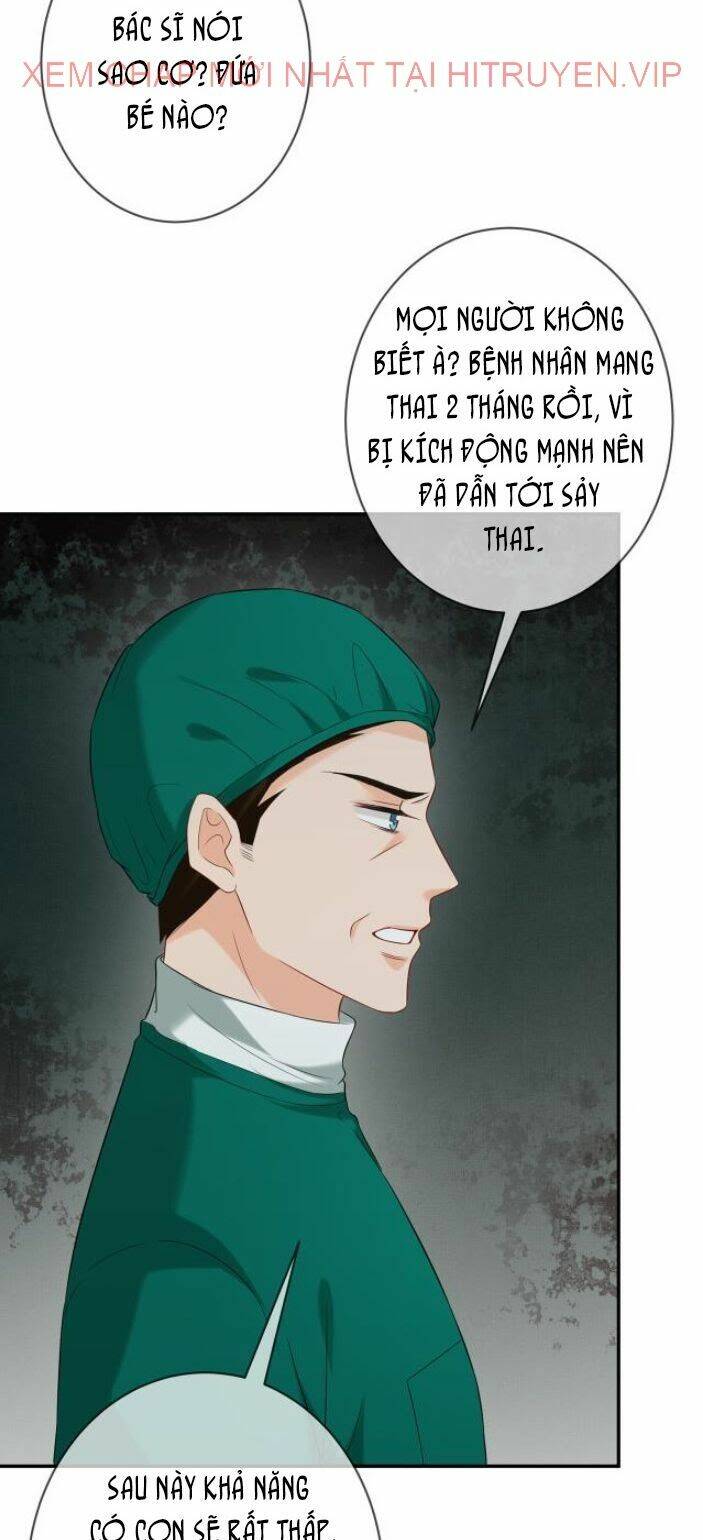 BÁC SĨ NÓI
XEM CHAP MỚI NHẤT TẠI HITRUYEN.VIP
SAO CƠ? ĐỨA
BÉ NÀO?
MỌI NGƯỜI KHÔNG
BIẾT À? BỆNH NHÂN MANG
THAI 2 THÁNG RỒI, VÌ
BỊ KÍCH ĐỘNG MẠNH NÊN
ĐÃ DẪN TỚI SẢY
THAI.
SAU NÀY KHẢ NĂNG
CÓ CON SẼ RẤT THẤP.